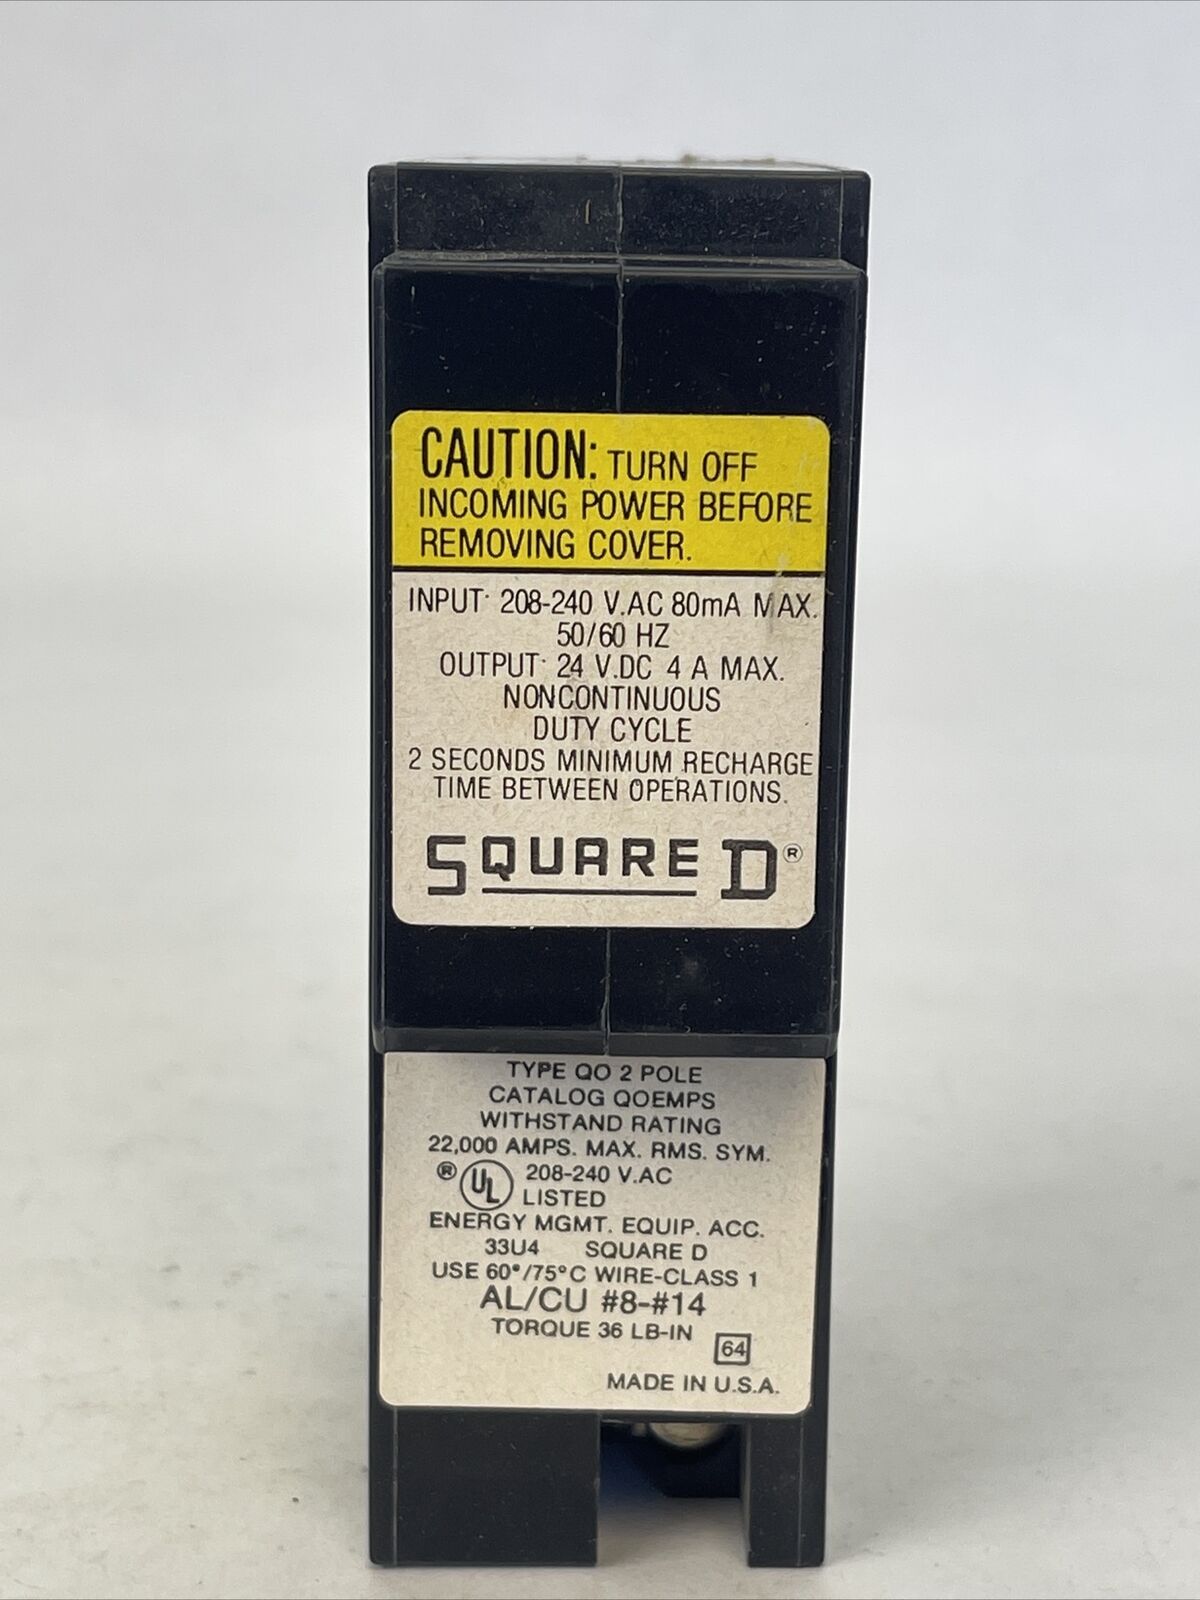 CAUTION: TURN OFF
INCOMING POWER BEFORE
REMOVING COVER.
INPUT: 208-240 V.AC 80mA MAX.
50/60 HZ
OUTPUT: 24 V.DC 4 A MAX.
NONCONTINUOUS
DUTY CYCLE
2 SECONDS MINIMUM RECHARGE
TIME BETWEEN OPERATIONS.
SQUARE D®
TYPE QO 2 POLE
CATALOG QOEMPS
WITHSTAND RATING
22,000 AMPS. MAX. RMS. SYM.
® UL 208-240 V.AC
LISTED
ENERGY MGMT. EQUIP. ACC.
33U4 SQUARE D
USE 60°/75°C WIRE-CLASS 1
AL/CU #8-#14
TORQUE 36 LB-IN
64
MADE IN U.S.A.